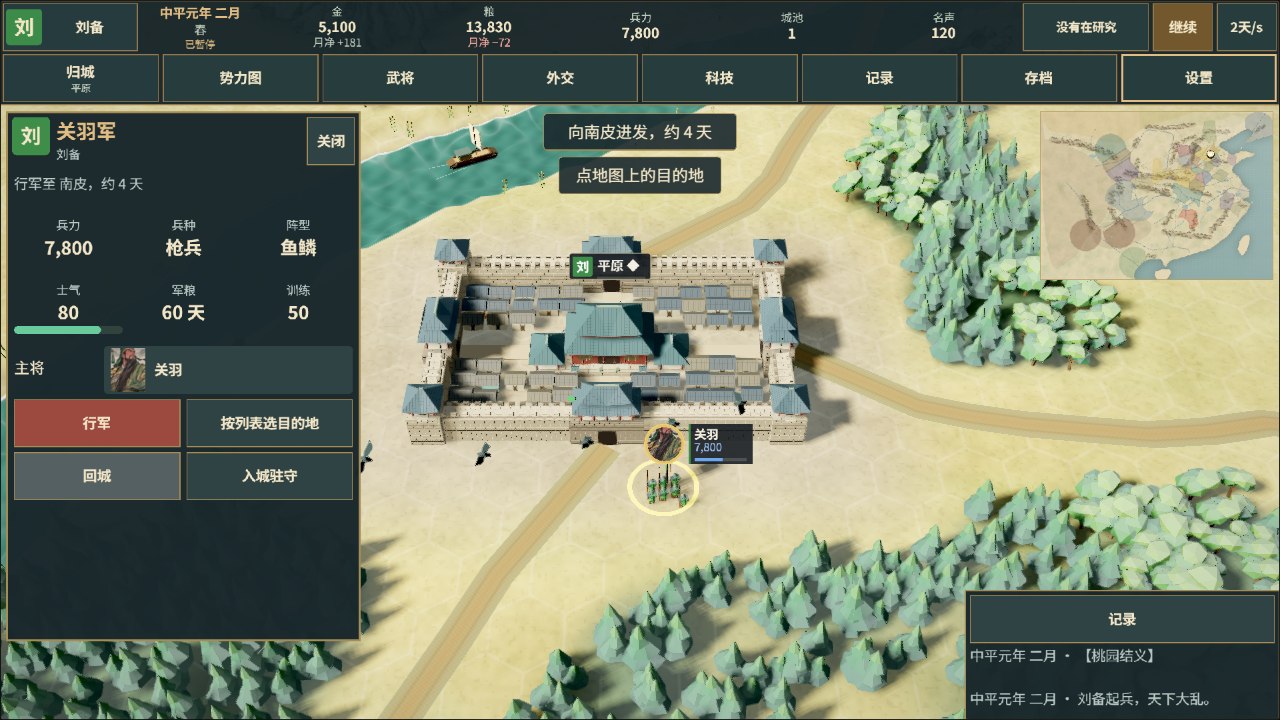 刘
刘备
中平元年 二月
春
已暂停
金
5,100
月净 +181
粮
13,830
月净 −72
兵力
7,800
城池
1
名声
120
没有在研究
继续
2天/s
归城
平原
势力图
武将
外交
科技
记录
存档
设置
刘
关羽军
刘备
关闭
行军至 南皮，约 4 天
兵力
7,800
兵种
枪兵
阵型
鱼鳞
士气
80
军粮
60 天
训练
50
主将
关羽
行军
按列表选目的地
回城
入城驻守
向南皮进发，约 4 天
点地图上的目的地
刘 平原 ◆
关羽
7,800
记录
中平元年 二月 · 【桃园结义】
中平元年 二月 · 刘备起兵，天下大乱。